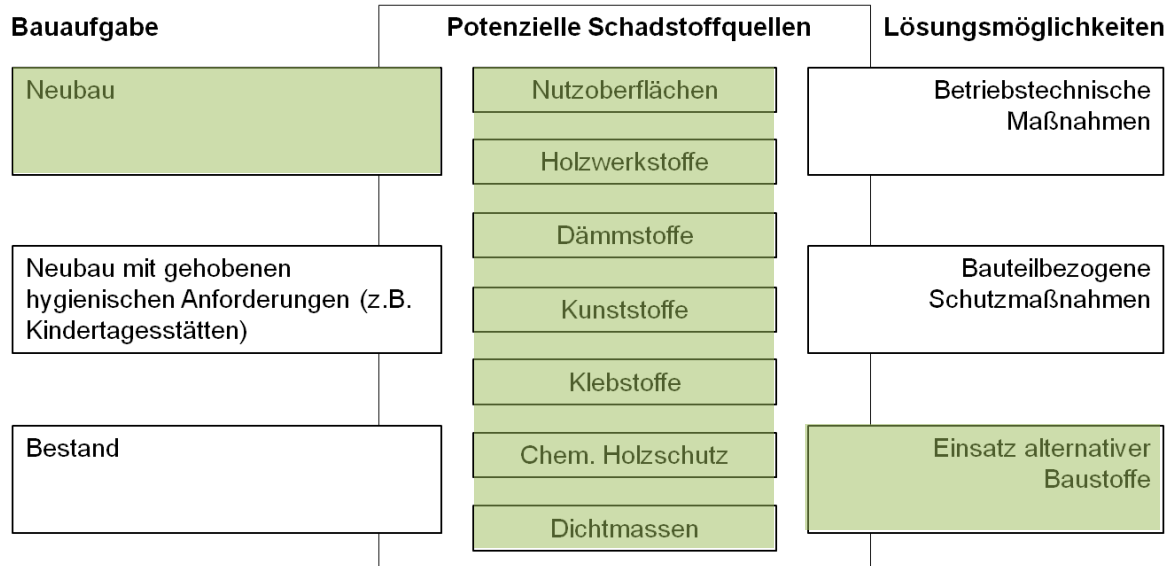 Bauaufgabe
Neubau
Neubau mit gehobenen
hygienischen Anforderungen (z.B.
Kindertagesstätten)
Bestand
Potenzielle Schadstoffquellen
Nutzoberflächen
Holzwerkstoffe
Dämmstoffe
Kunststoffe
Klebstoffe
Chem. Holzschutz
Dichtmassen
Lösungsmöglichkeiten
Betriebstechnische
Maßnahmen
Bauteilbezogene
Schutzmaßnahmen
Einsatz alternativer
Baustoffe